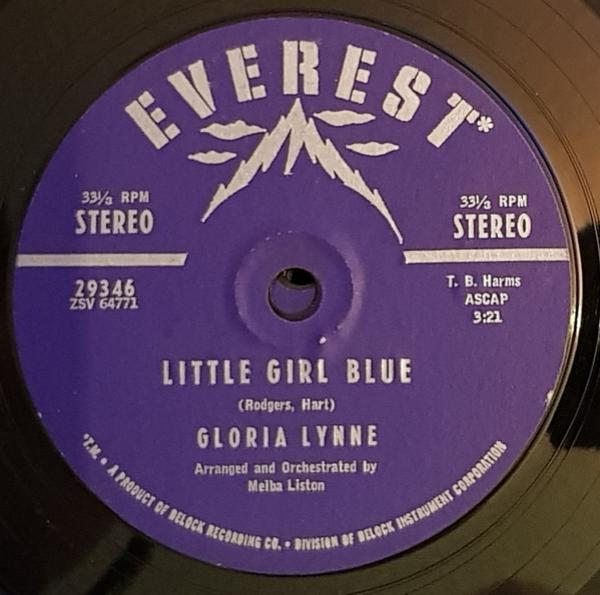 EVEREST*
33⅓ RPM
STEREO
33⅓ RPM
STEREO
29346
ZSV 64771
T. B. Harms
ASCAP
3:21
LITTLE GIRL BLUE
(Rodgers, Hart)
GLORIA LYNNE
Arranged and Orchestrated by
Melba Liston
*T.M. • A PRODUCT OF BELOCK RECORDING CO. • DIVISION OF BELOCK INSTRUMENT CORPORATION